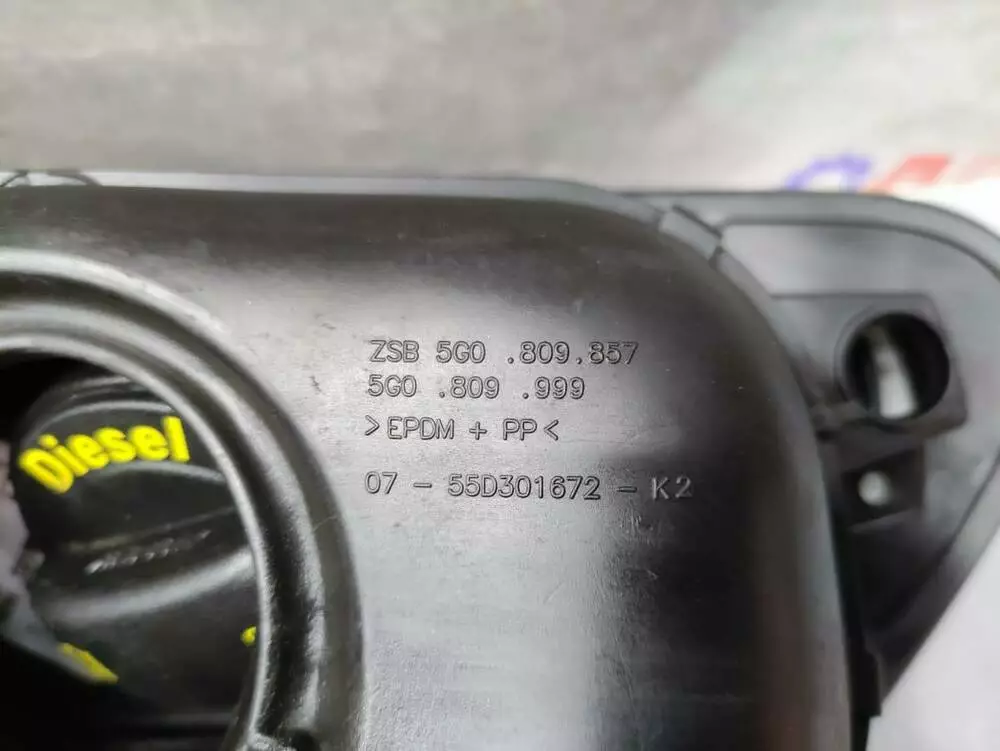 ZSB 5G0 .809.857
5G0 .809 .999
>EPDM + PP<
07 - 55D301672 - K2
Diesel